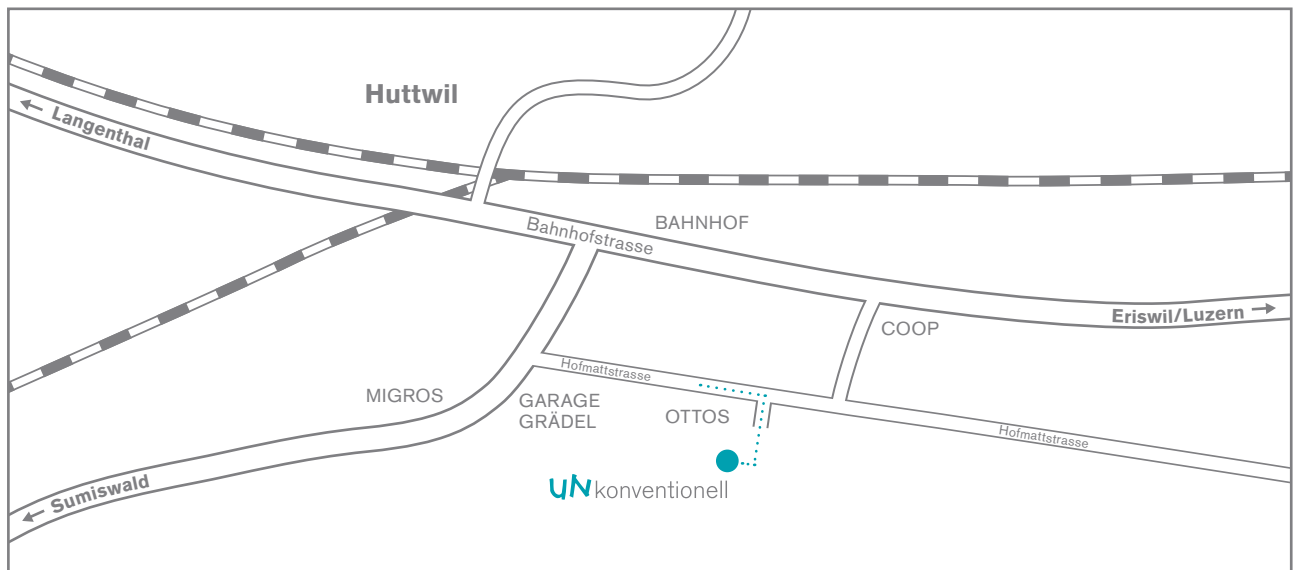 Huttwil
← Langenthal
Bahnhofstrasse
BAHNHOF
Eriswil/Luzern →
COOP
Hofmattstrasse
MIGROS
GARAGE
GRÄDEL
OTTOS
Hofmattstrasse
← Sumiswald
uNkonventionell